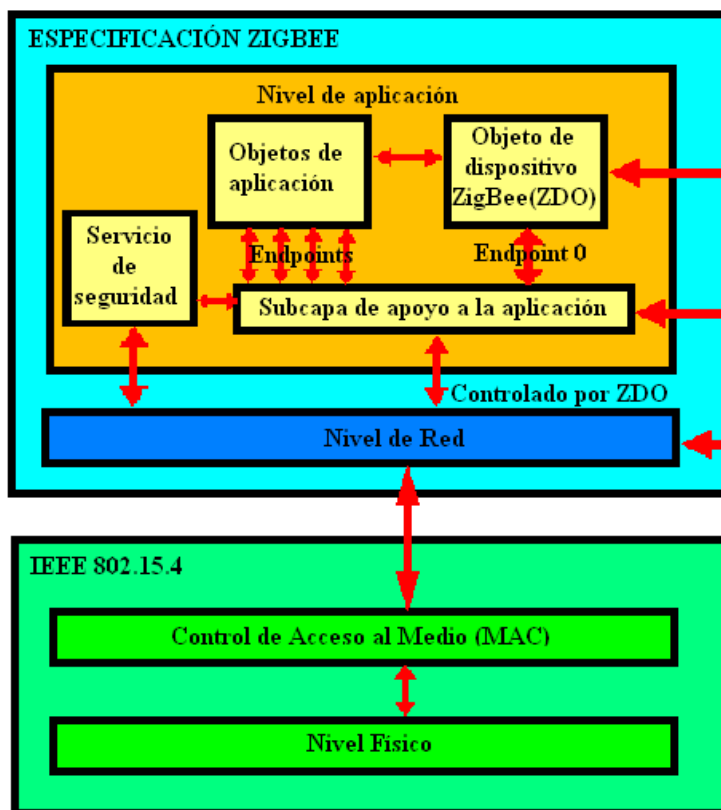 ESPECIFICACIÓN ZIGBEE
Nivel de aplicación
Objetos de
aplicación
Objeto de
dispositivo
ZigBee(ZDO)
Servicio
de
seguridad
Endpoints
Endpoint 0
Subcapa de apoyo a la aplicación
Controlado por ZDO
Nivel de Red
IEEE 802.15.4
Control de Acceso al Medio (MAC)
Nivel Físico